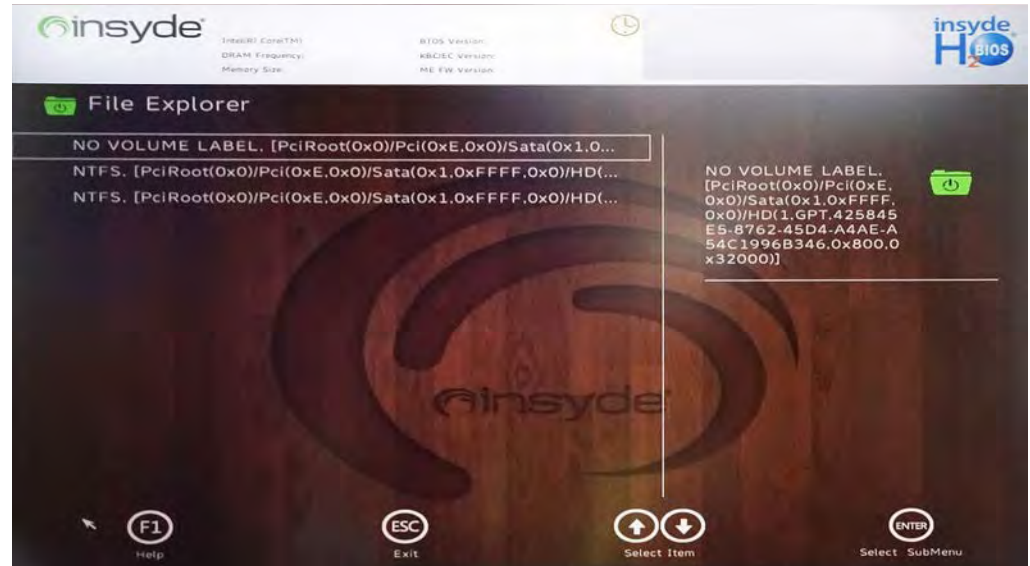 insyde
Intel(R) Core(TM)
BIOS Version:
DRAM Frequency:
KBC/EC Version:
Memory Size:
ME FW Version:
insyde
H2O
BIOS
File Explorer
NO VOLUME LABEL, [PciRoot(0x0)/Pci(0xE,0x0)/Sata(0x1,0...
NTFS, [PciRoot(0x0)/Pci(0xE,0x0)/Sata(0x1,0xFFFF,0x0)/HD(...
NTFS, [PciRoot(0x0)/Pci(0xE,0x0)/Sata(0x1,0xFFFF,0x0)/HD(...
NO VOLUME LABEL,
[PciRoot(0x0)/Pci(0xE,
0x0)/Sata(0x1,0xFFFF,
0x0)/HD(1,GPT,425845
E5-8762-45D4-A4AE-A
54C1996B346,0x800,0
x32000)]
insyde
F1
Help
ESC
Exit
Select Item
ENTER
Select SubMenu